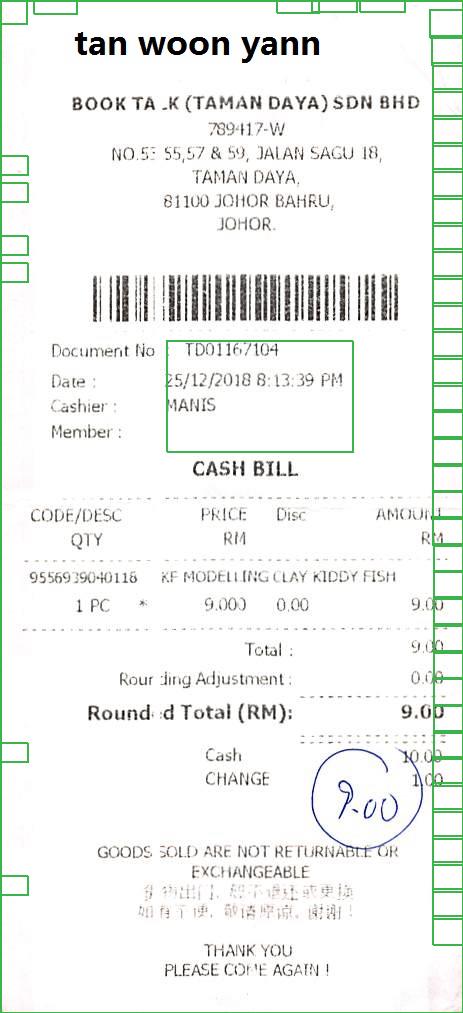 tan woon yann
BOOK TA .K (TAMAN DAYA) SDN BHD
789417-W
NO.53 55,57 & 59, JALAN SAGU 18,
TAMAN DAYA,
81100 JOHOR BAHRU,
JOHOR.
Document No : TD01167104
Date : 25/12/2018 8:13:39 PM
Cashier : MANIS
Member :
CASH BILL
CODE/DESC PRICE Disc AMOUNT
QTY RM RM
9556939040118 KF MODELLING CLAY KIDDY FISH
1 PC * 9.000 0.00 9.00
Total : 9.00
Rounding Adjustment : 0.00
Rounded Total (RM): 9.00
Cash 10.00
CHANGE 1.00
9.00
GOODS SOLD ARE NOT RETURNABLE OR
EXCHANGEABLE
THANK YOU
PLEASE COME AGAIN !